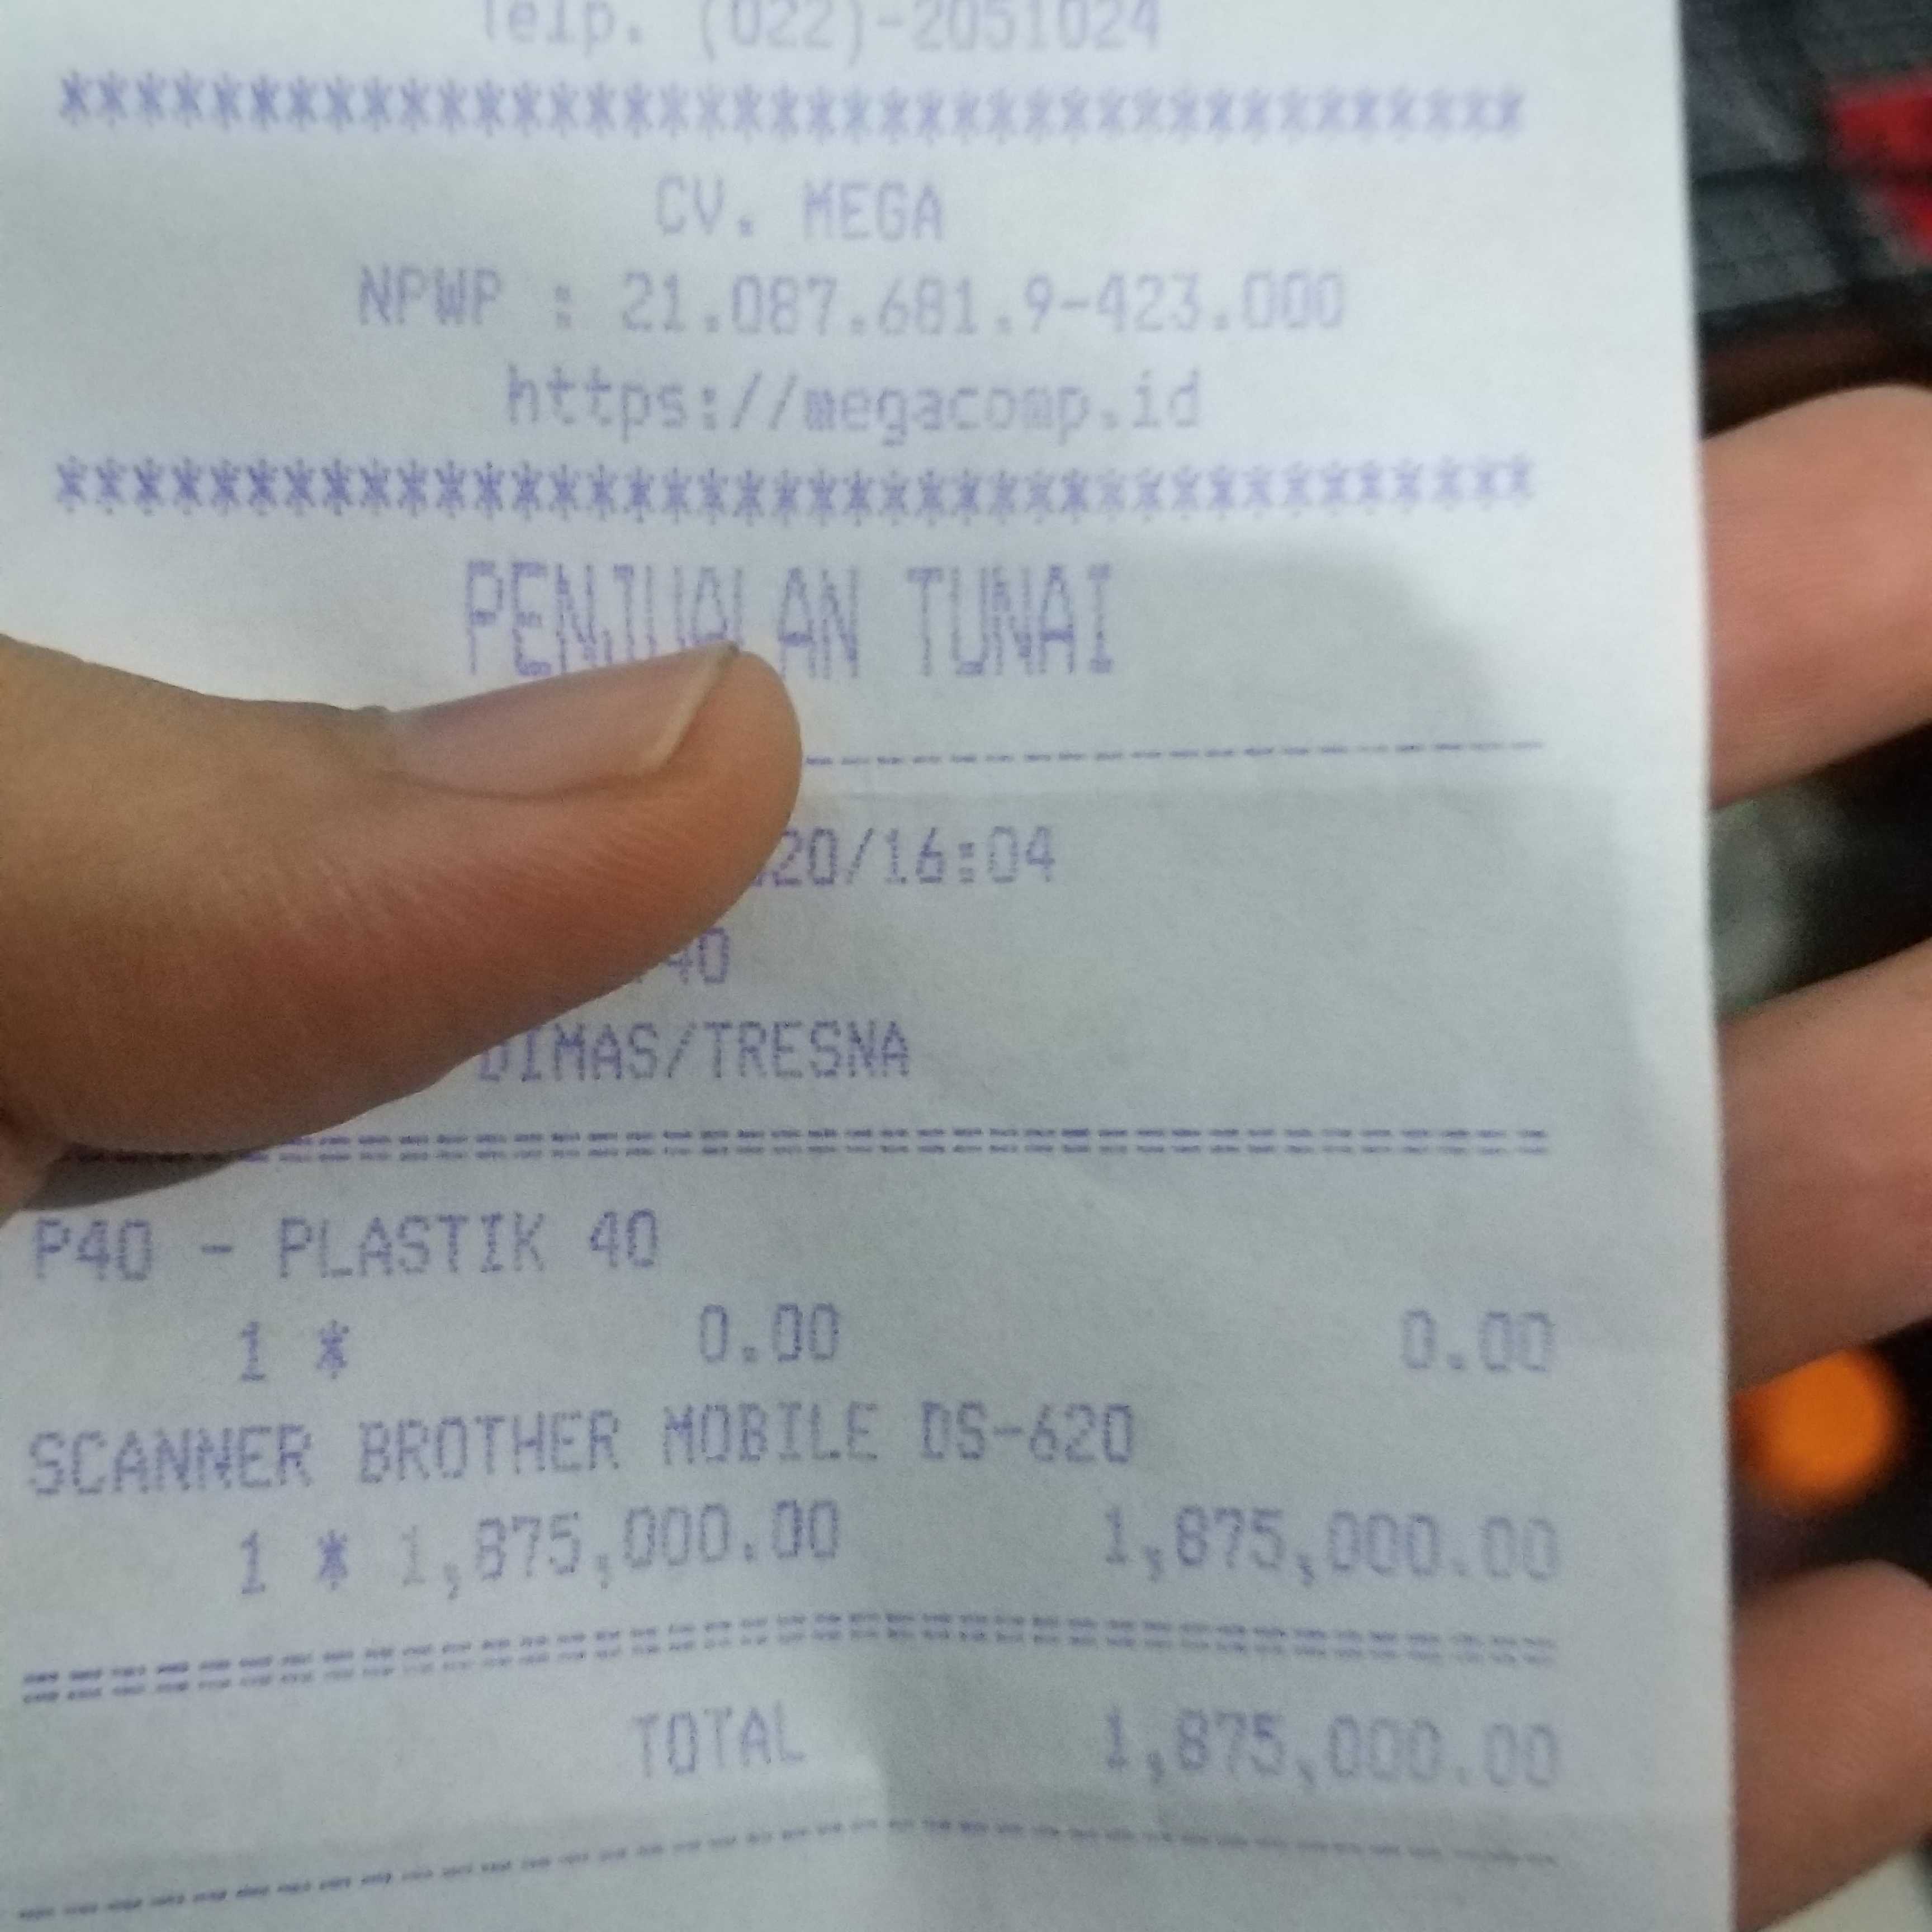 Telp. (022)-2051024
****************************************
CV. MEGA
NPWP : 21.087.681.9-423.000
https://megacomp.id
****************************************
PENJUALAN TUNAI
20/16:04
40
DIMAS/TRESNA
P40 - PLASTIK 40
1 * 0.00 0.00
SCANNER BROTHER MOBILE DS-620
1 * 1,875,000.00 1,875,000.00
TOTAL 1,875,000.00